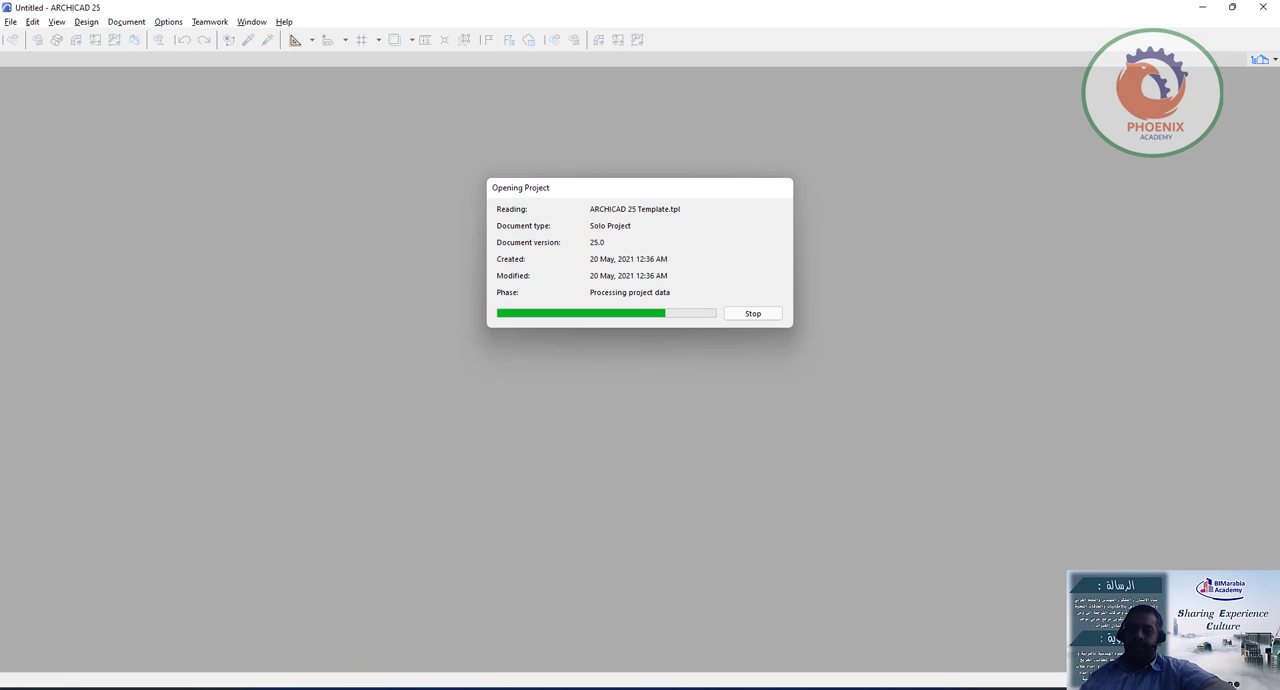 Untitled - ARCHICAD 25
File Edit View Design Document Options Teamwork Window Help
PHOENIX
ACADEMY
Opening Project
Reading: ARCHICAD 25 Template.tpl
Document type: Solo Project
Document version: 25.0
Created: 20 May, 2021 12:36 AM
Modified: 20 May, 2021 12:36 AM
Phase: Processing project data
Stop
الرسالة :
BIMarabia
Academy
Sharing Experience
Culture